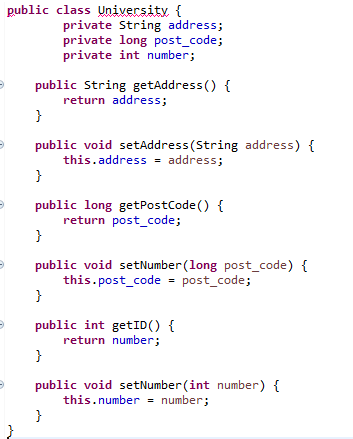 public class University {
private String address;
private long post_code;
private int number;
public String getAddress() {
return address;
}
public void setAddress(String address) {
this.address = address;
}
public long getPostCode() {
return post_code;
}
public void setNumber(long post_code) {
this.post_code = post_code;
}
public int getID() {
return number;
}
public void setNumber(int number) {
this.number = number;
}
}